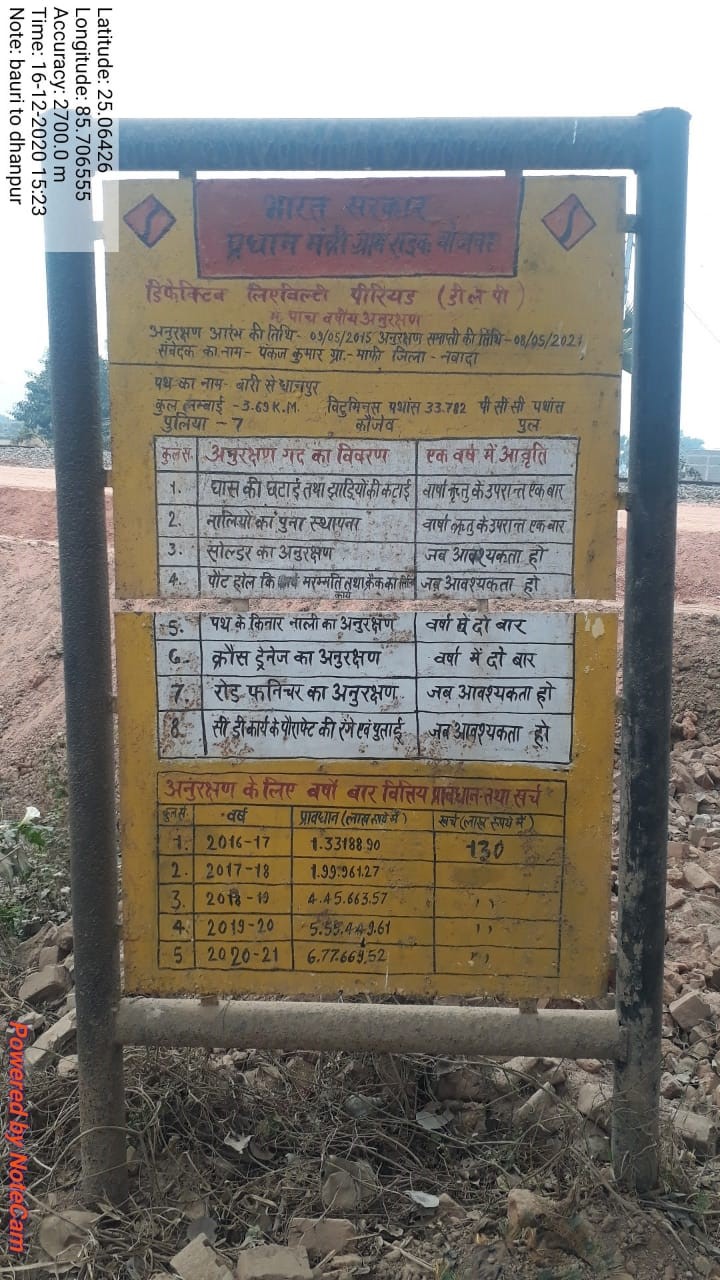 Latitude: 25.06426
Longitude: 85.706555
Accuracy: 2700.0 m
Time: 16-12-2020 15:23
Note: bauri to dhanpur
भारत सरकार
प्रधाम मंत्री ग्राम सड़क योजना
डिफेक्टिव लिएविल्टी पीरियड (डी.ले पी)
में पाच वर्षीय अनुरक्षण
अनुरक्षण आरंभ की तिथि- 09/05/2015 अनुरक्षण समाप्ती की तिथि-08/05/2021
संवेदक का नाम- पंकज कुमार ग्रा.- माफी जिला - नवादा
पथ का नाम- बारी से धानपुर
कुल लम्बाई -3.69 K.M. विटुमिनस पथांस 33.782 पी सी सी पथांस
पुलिया - 7 कौजेव पुल
कुलस. अनुरक्षण गद का विवरण एक वर्ष में आवृति
1. घास की घटाई तथा झाड़ियों की कटाई वार्षा ऋतु के उपरान्त एक बार
2. नालियों का पुनः स्थापना वार्षा ऋतु के उपरान्त एक बार
3. सोल्डर का अनुरक्षण जब आवश्यकता हो
4. पौट होल कि मरम्मति तथा क्रैक का कार्य जब आवश्यकता हो
5. पथ के किनार नाली का अनुरक्षण वर्षा में दो बार
6. क्रौस ड्रेनेज का अनुरक्षण वर्षा में दो बार
7. रोड फनिचर का अनुरक्षण जब आवश्यकता हो
8. सी डी कार्य के पौरापेट की रंगे एवं पुताई जब आवश्यकता हो
अनुरक्षण के लिए वर्षो बार वित्तिय प्रावधान तथा खर्च
कुलस. वर्ष प्रावधान (लाख रूपये में) खर्च (लाख रूपये में)
1. 2016-17 1.33188.90 130
2. 2017-18 1.99.961.27
3. 2018-19 4.45.663.57 ,,
4. 2019-20 5.55.449.61 ,,
5 2020-21 6.77.669.52 ,,
Powered by NoteCam